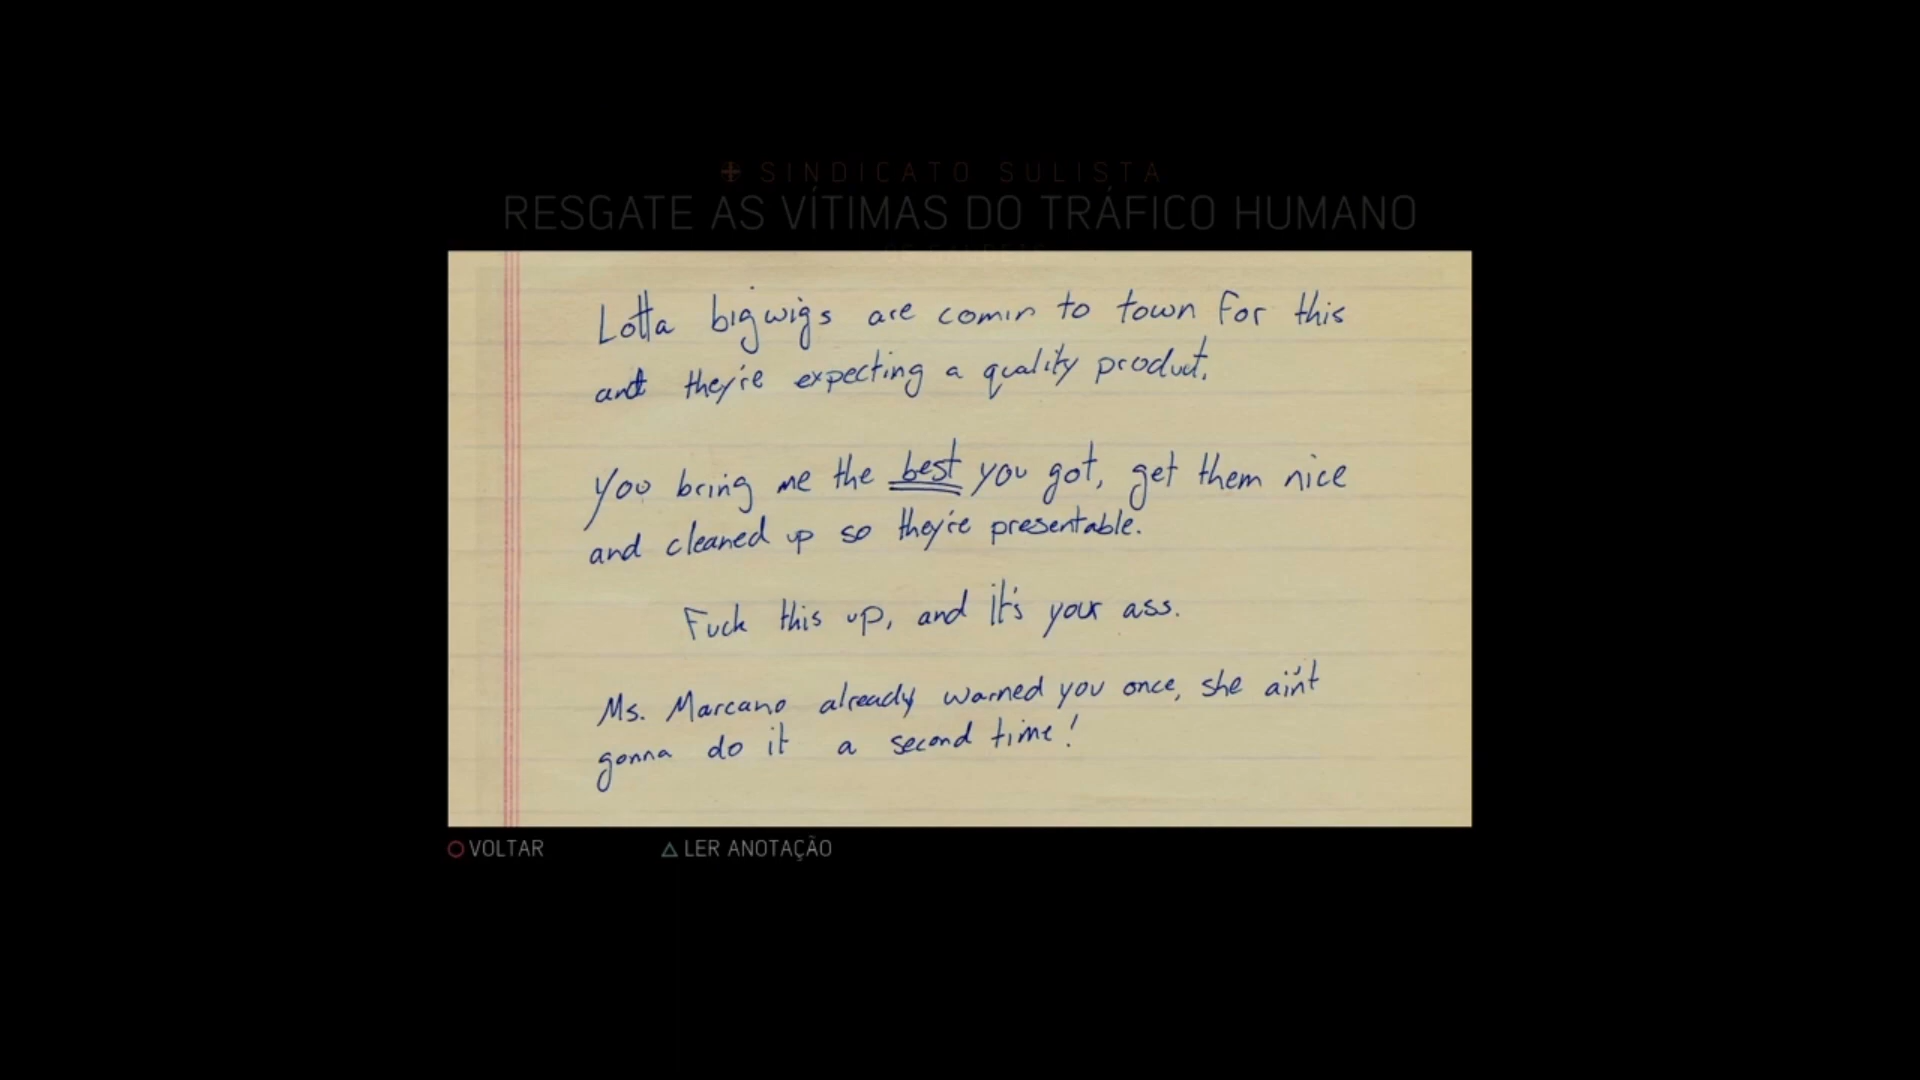 SINDICATO SULISTA
RESGATE AS VÍTIMAS DO TRÁFICO HUMANO
Lotta bigwigs are comin to town for this
and they're expecting a quality product.
You bring me the best you got, get them nice
and cleaned up so they're presentable.
Fuck this up, and it's your ass.
Ms. Marcano already warned you once, she ain't
gonna do it a second time!
VOLTAR LER ANOTAÇÃO